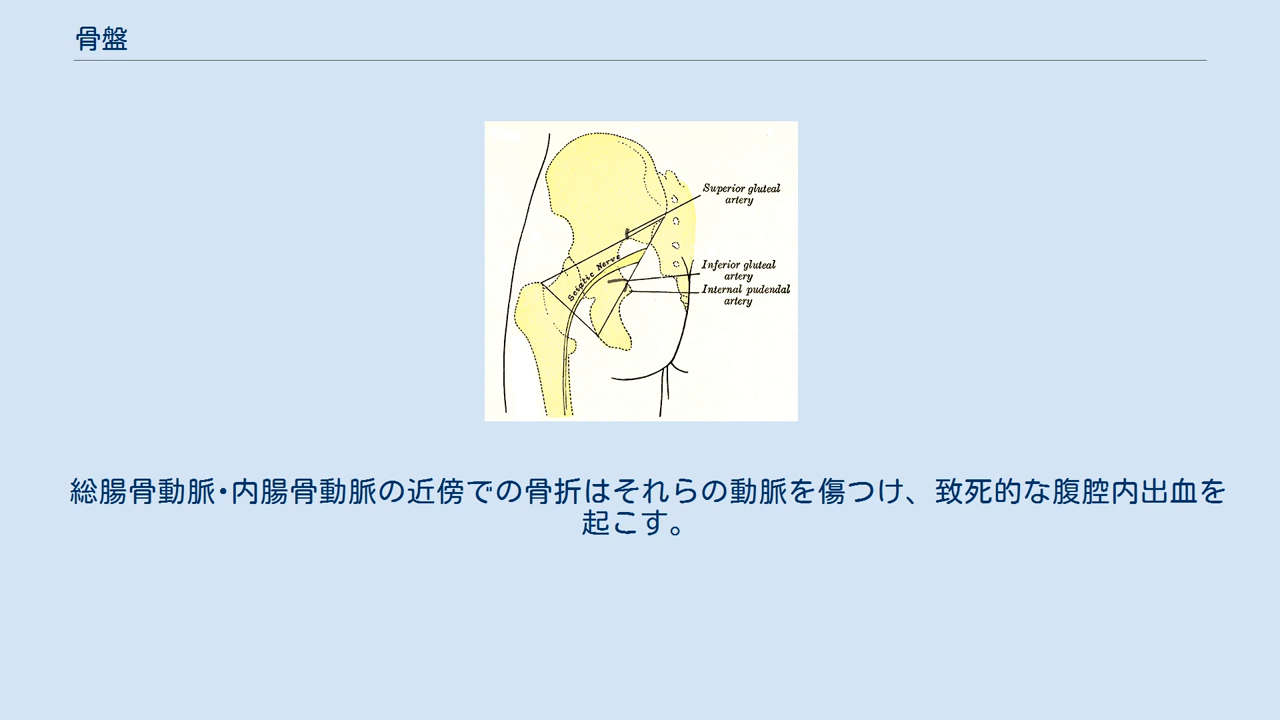 骨盤
Superior gluteal
artery
Sciatic Nerve
Inferior gluteal
artery
Internal pudendal
artery
総腸骨動脈・内腸骨動脈の近傍での骨折はそれらの動脈を傷つけ、致死的な腹腔内出血を
起こす。